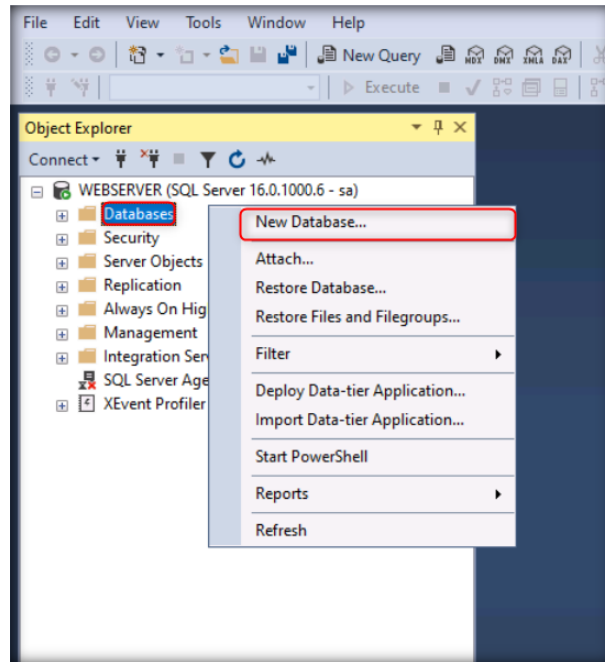 File Edit View Tools Window Help
New Query MDX DMX XMLA DAX
Execute
Object Explorer
Connect
WEBSERVER (SQL Server 16.0.1000.6 - sa)
Databases
Security
Server Objects
Replication
Always On Hig
Management
Integration Ser
SQL Server Age
XEvent Profiler
New Database...
Attach...
Restore Database...
Restore Files and Filegroups...
Filter
Deploy Data-tier Application...
Import Data-tier Application...
Start PowerShell
Reports
Refresh